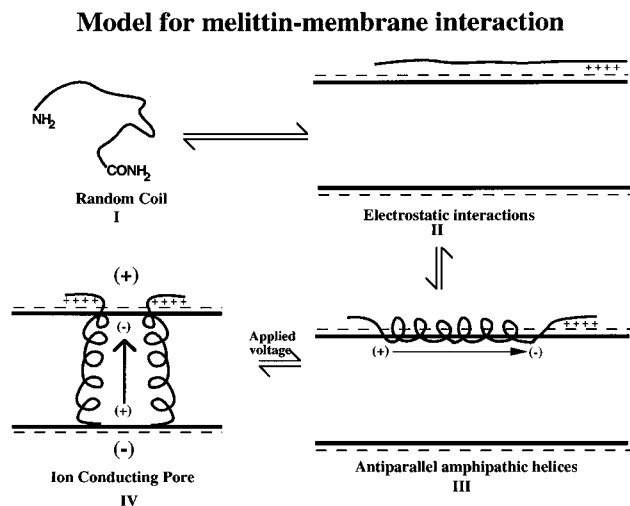 Model for melittin-membrane interaction
NH2
CONH2
Random Coil
I
++++
Electrostatic interactions
II
(+)
++++ ++++
(-)
(+)
(-)
Ion Conducting Pore
IV
Applied
voltage
++++
(+) (-)
Antiparallel amphipathic helices
III